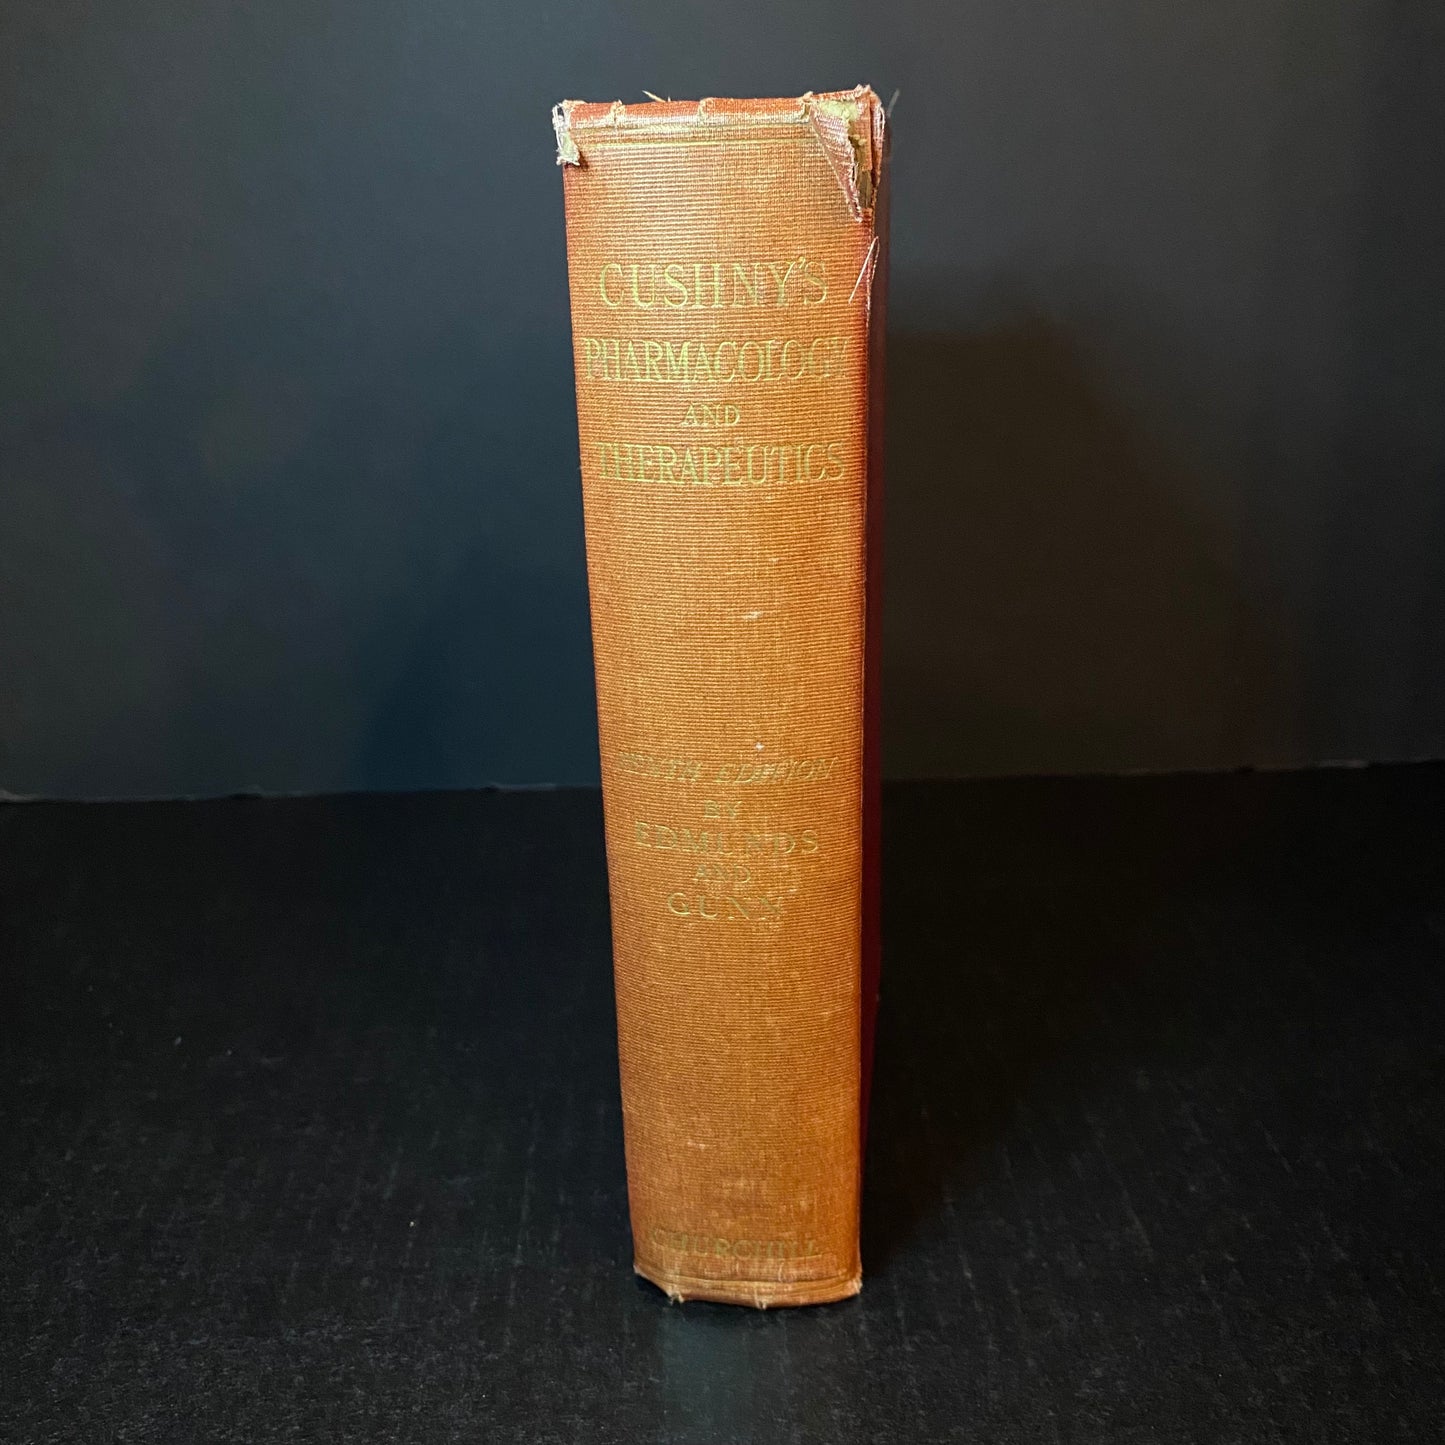 CUSHNY'S
PHARMACOLOGY
AND
THERAPEUTICS
EDITION
BY
EDMUNDS
AND
GUNN
CHURCHILL